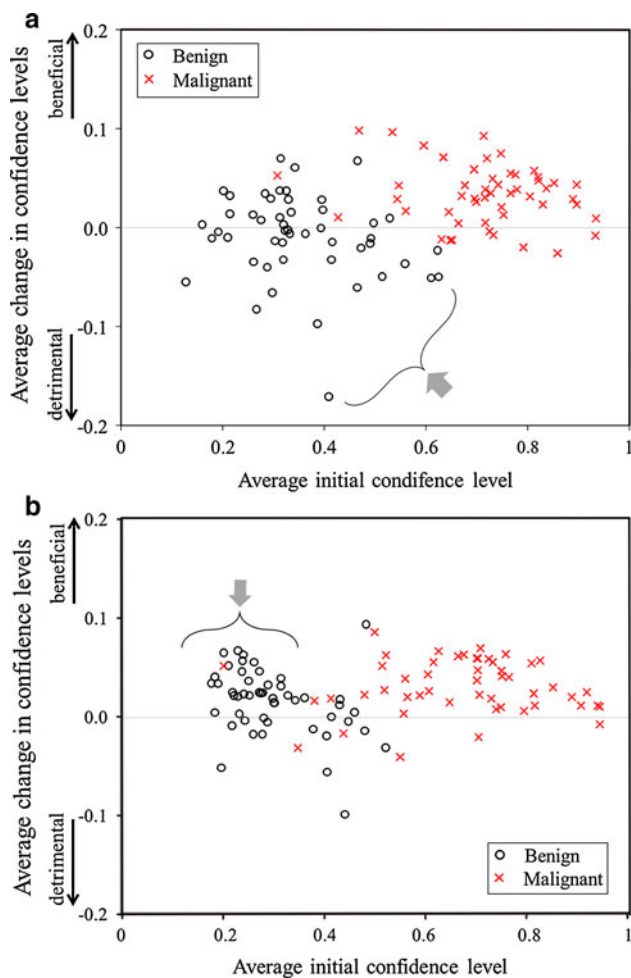 a
beneficial
detrimental
Average change in confidence levels
0.2
0.1
0.0
-0.1
-0.2
Benign
Malignant
0 0.2 0.4 0.6 0.8 1
Average initial condifence level
b
beneficial
detrimental
Average change in confidence levels
0.2
0.1
0.0
-0.1
-0.2
Benign
Malignant
0 0.2 0.4 0.6 0.8 1
Average initial confidence level